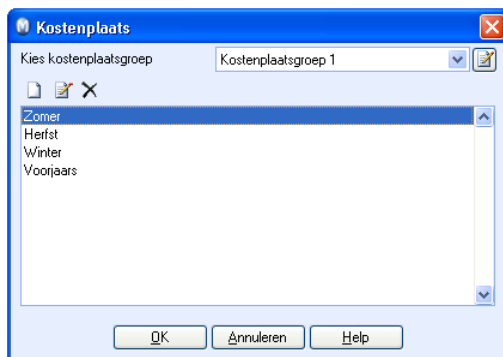 Kostenplaats
Kies kostenplaatsgroep Kostenplaatsgroep 1
Zomer
Herfst
Winter
Voorjaars
OK Annuleren Help